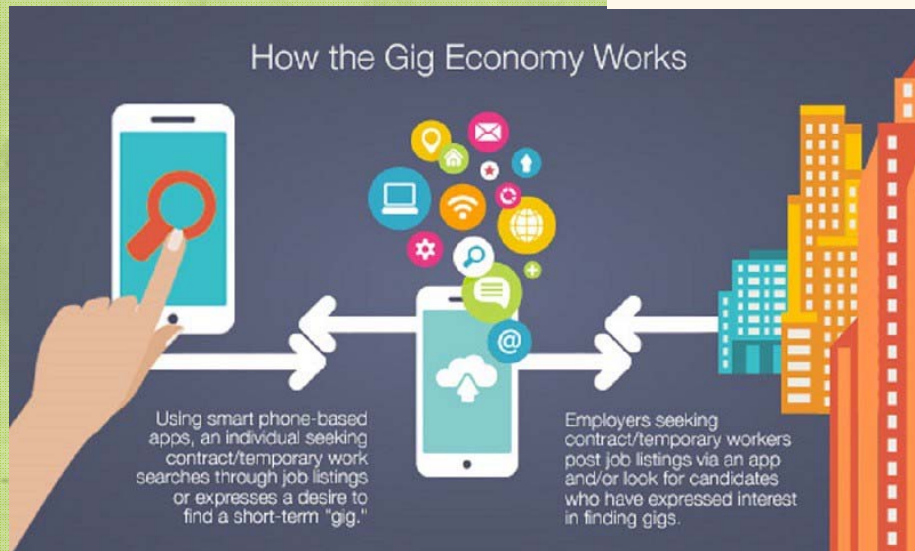 How the Gig Economy Works
@
Using smart phone-based
apps, an individual seeking
contract/temporary work
searches through job listings
or expresses a desire to
find a short-term "gig."
Employers seeking
contract/temporary workers
post job listings via an app
and/or look for candidates
who have expressed interest
in finding gigs.